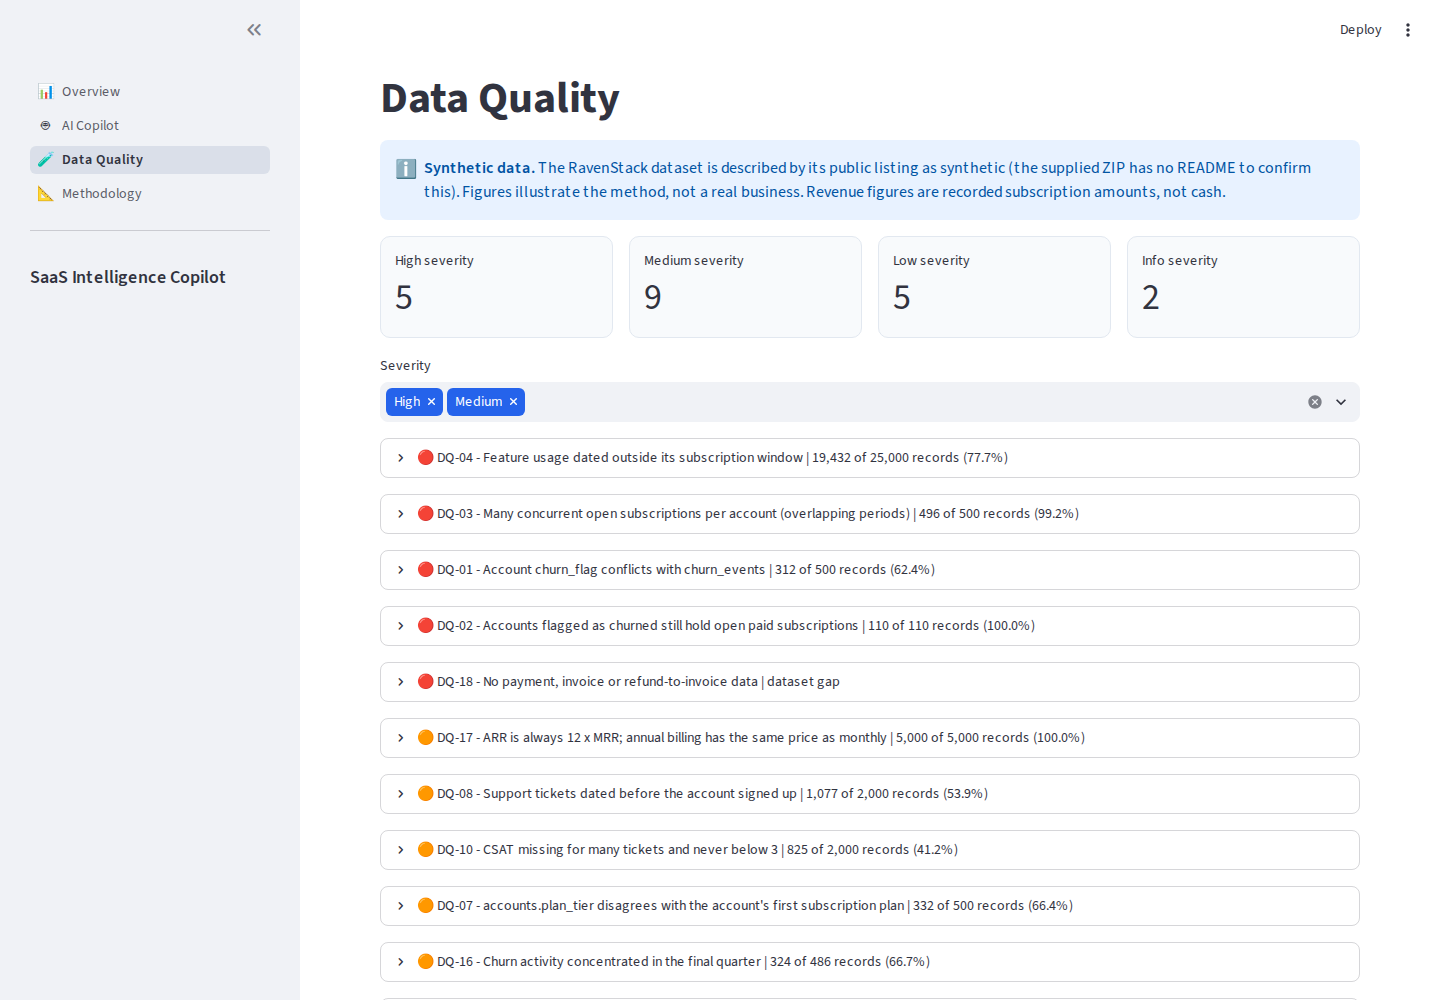 Deploy
Overview
AI Copilot
Data Quality
Methodology
SaaS Intelligence Copilot
Data Quality
Synthetic data. The RavenStack dataset is described by its public listing as synthetic (the supplied ZIP has no README to confirm
this). Figures illustrate the method, not a real business. Revenue figures are recorded subscription amounts, not cash.
High severity
5
Medium severity
9
Low severity
5
Info severity
2
Severity
High
Medium
DQ-04 - Feature usage dated outside its subscription window | 19,432 of 25,000 records (77.7%)
DQ-03 - Many concurrent open subscriptions per account (overlapping periods) | 496 of 500 records (99.2%)
DQ-01 - Account churn_flag conflicts with churn_events | 312 of 500 records (62.4%)
DQ-02 - Accounts flagged as churned still hold open paid subscriptions | 110 of 110 records (100.0%)
DQ-18 - No payment, invoice or refund-to-invoice data | dataset gap
DQ-17 - ARR is always 12 x MRR; annual billing has the same price as monthly | 5,000 of 5,000 records (100.0%)
DQ-08 - Support tickets dated before the account signed up | 1,077 of 2,000 records (53.9%)
DQ-10 - CSAT missing for many tickets and never below 3 | 825 of 2,000 records (41.2%)
DQ-07 - accounts.plan_tier disagrees with the account's first subscription plan | 332 of 500 records (66.4%)
DQ-16 - Churn activity concentrated in the final quarter | 324 of 486 records (66.7%)